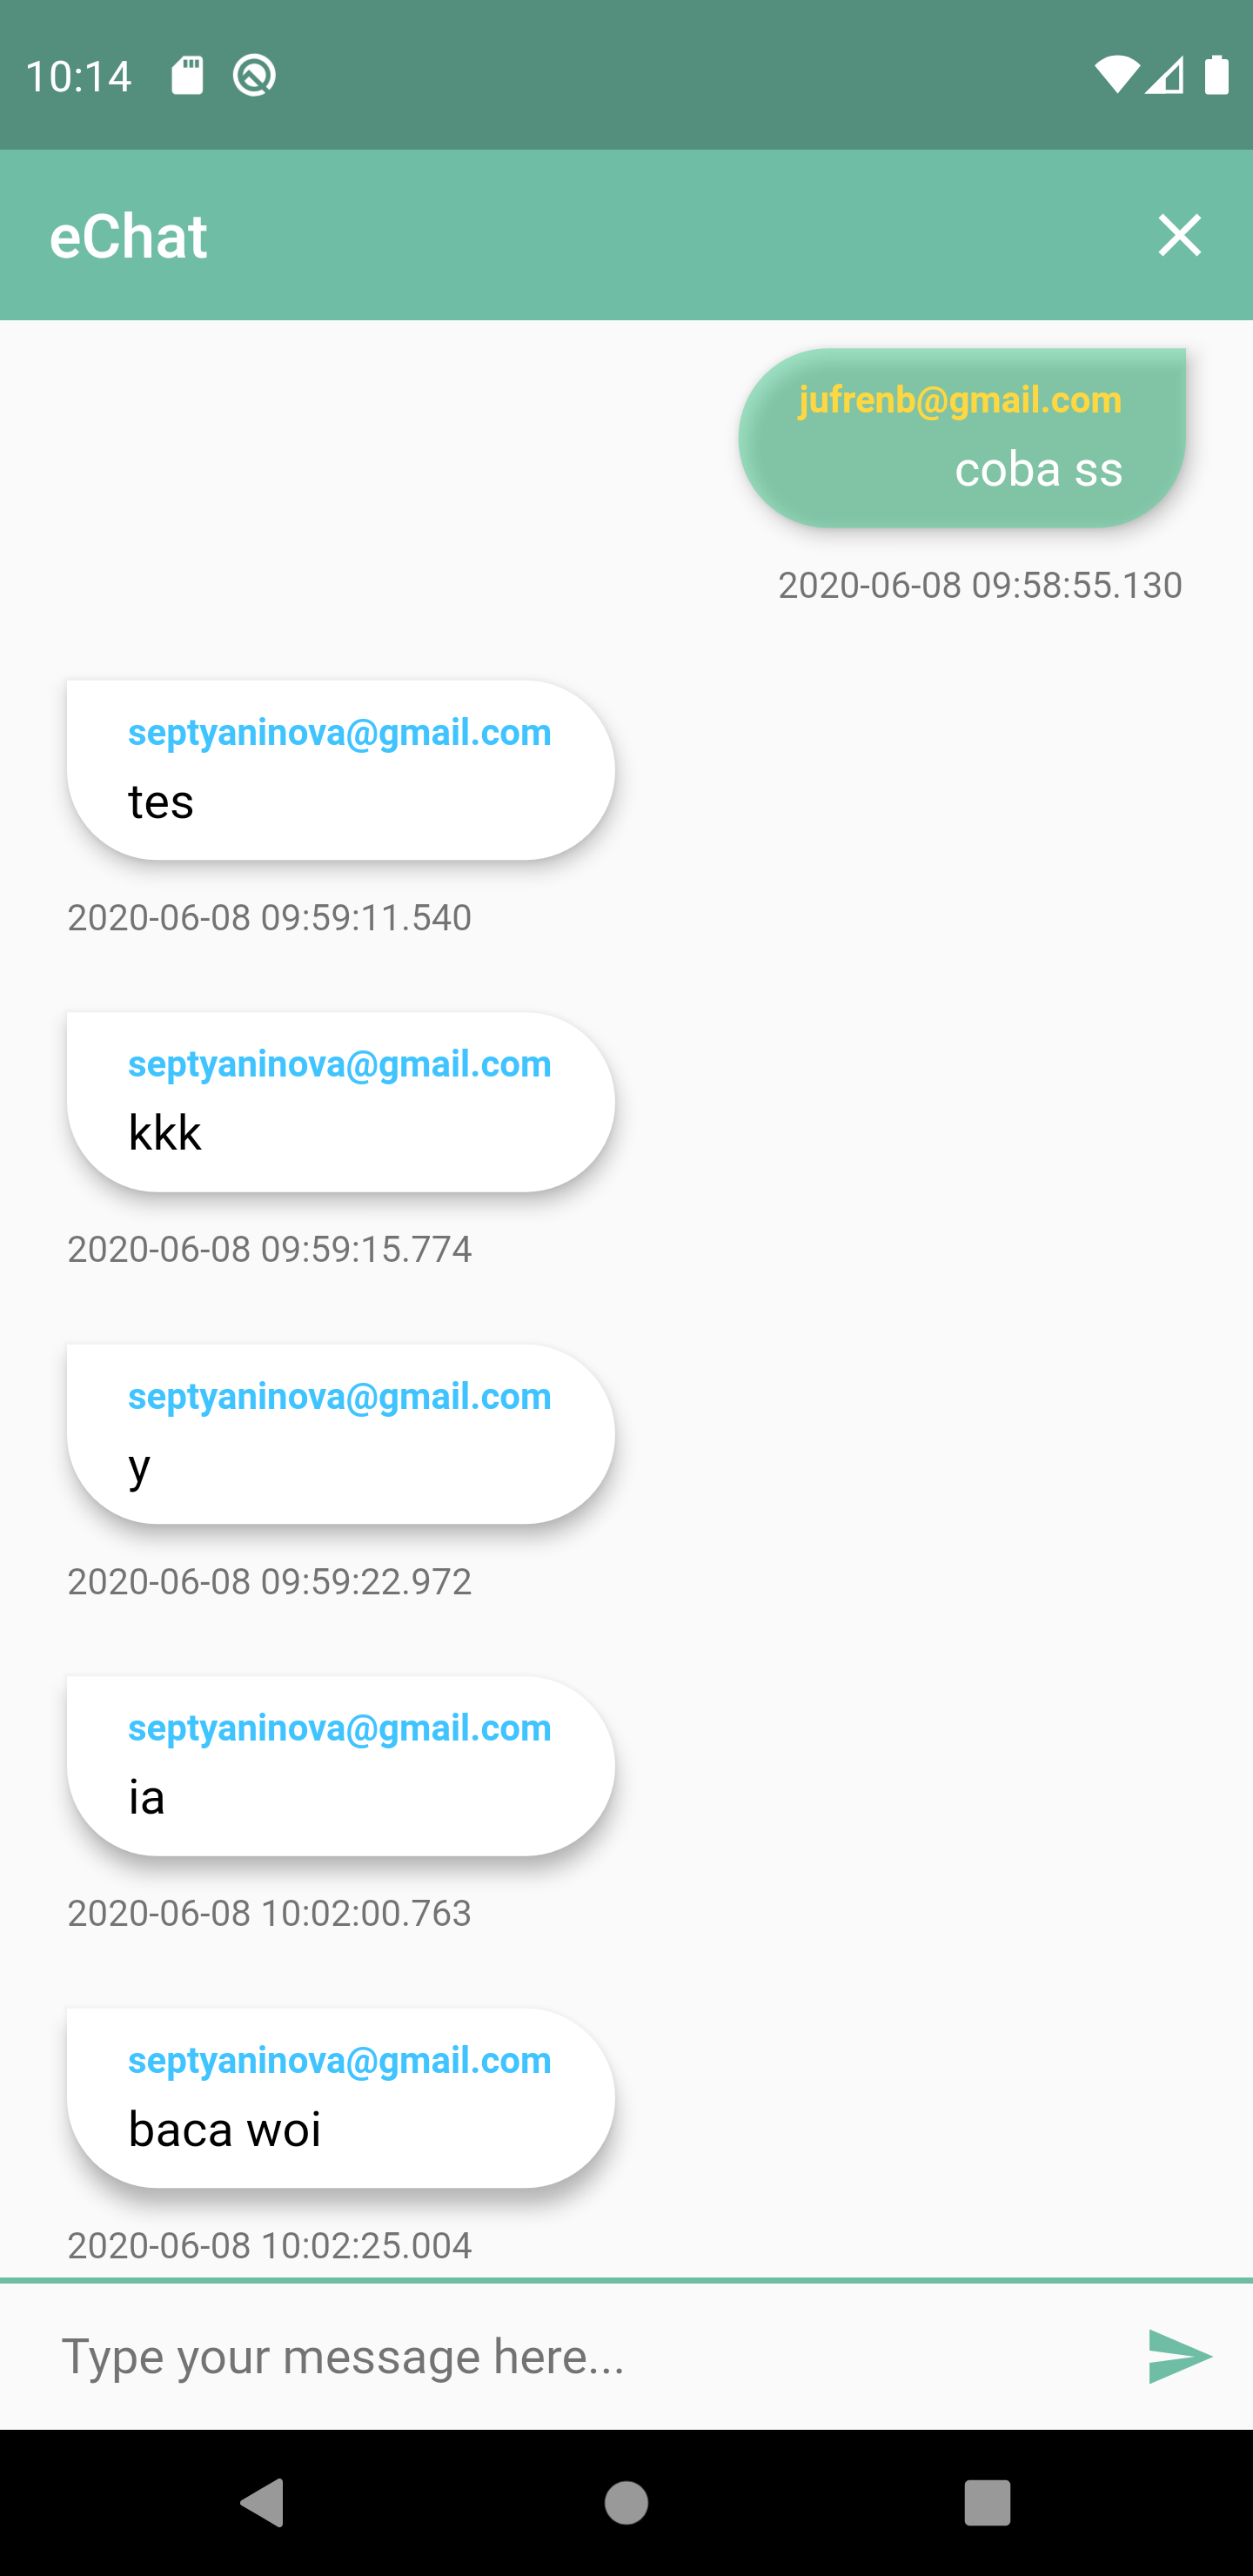 10:14
eChat
jufrenb@gmail.com
coba ss
2020-06-08 09:58:55.130
septyaninova@gmail.com
tes
2020-06-08 09:59:11.540
septyaninova@gmail.com
kkk
2020-06-08 09:59:15.774
septyaninova@gmail.com
y
2020-06-08 09:59:22.972
septyaninova@gmail.com
ia
2020-06-08 10:02:00.763
septyaninova@gmail.com
baca woi
2020-06-08 10:02:25.004
Type your message here...